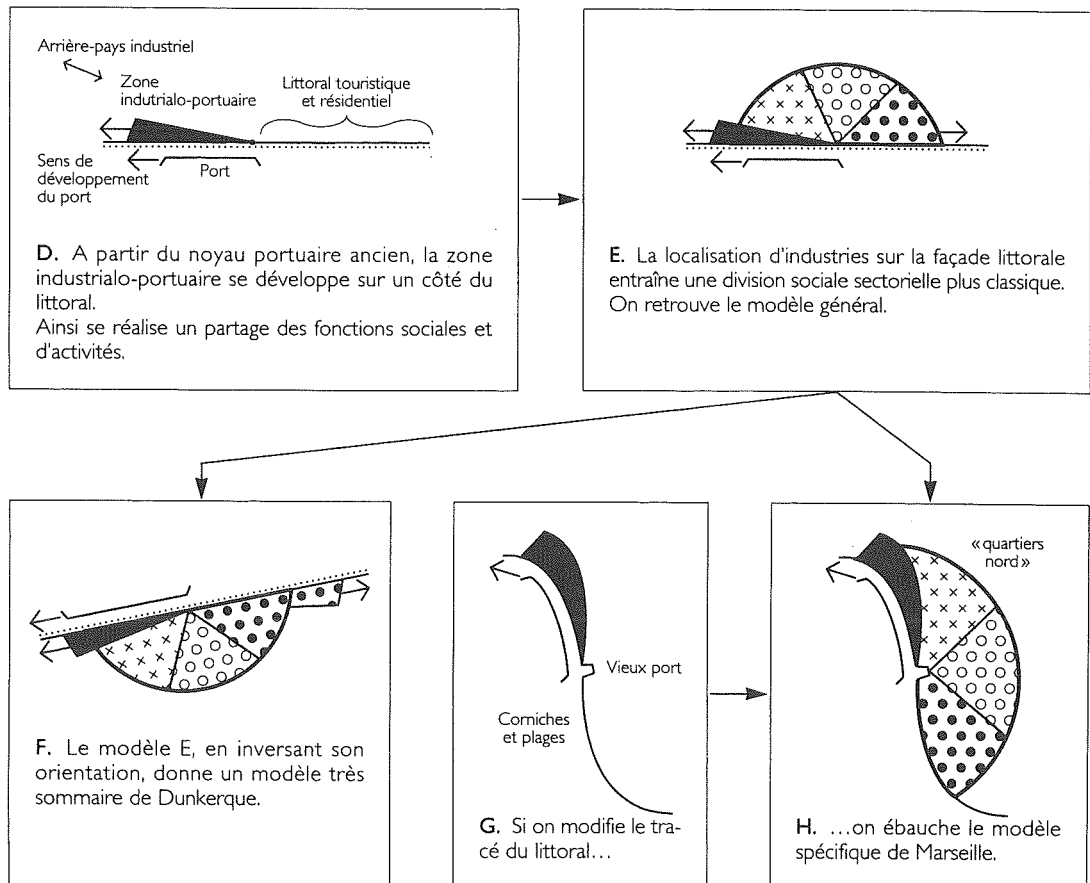 Arrière-pays industriel
Zone
indutrialo-portuaire
Littoral touristique
et résidentiel
Sens de
développement
du port
Port
D. A partir du noyau portuaire ancien, la zone
industrialo-portuaire se développe sur un côté du
littoral.
Ainsi se réalise un partage des fonctions sociales et
d'activités.
E. La localisation d'industries sur la façade littorale
entraîne une division sociale sectorielle plus classique.
On retrouve le modèle général.
F. Le modèle E, en inversant son
orientation, donne un modèle très
sommaire de Dunkerque.
Vieux port
Corniches
et plages
G. Si on modifie le tra-
cé du littoral...
« quartiers
nord »
H. ...on ébauche le modèle
spécifique de Marseille.